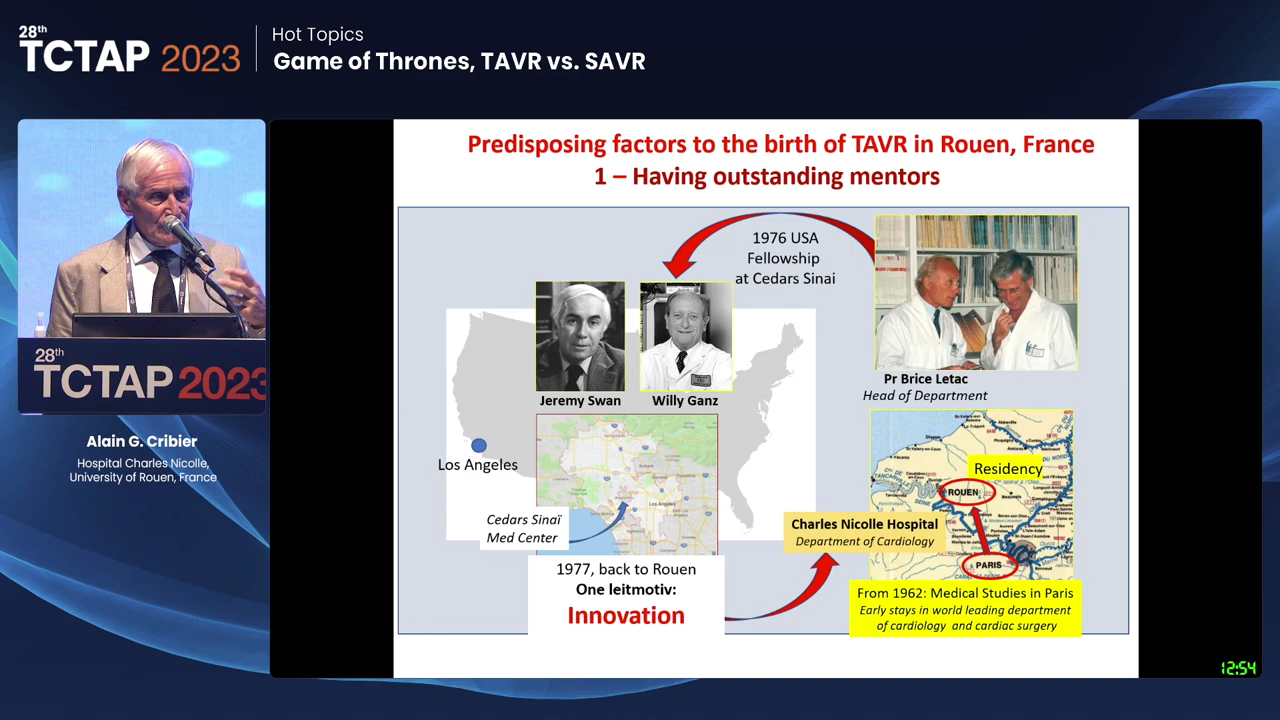 28th
TCTAP 2023
Hot Topics
Game of Thrones, TAVR vs. SAVR
28th
TCTAP 2023
Alain G. Cribier
Hospital Charles Nicolle,
University of Rouen, France
Predisposing factors to the birth of TAVR in Rouen, France
1 – Having outstanding mentors
1976 USA
Fellowship
at Cedars Sinai
Jeremy Swan
Willy Ganz
Pr Brice Letac
Head of Department
Los Angeles
Cedars Sinaï
Med Center
Los Angeles
Residency
ROUEN
PARIS
Charles Nicolle Hospital
Department of Cardiology
1977, back to Rouen
One leitmotiv:
Innovation
From 1962: Medical Studies in Paris
Early stays in world leading department
of cardiology and cardiac surgery
12:54